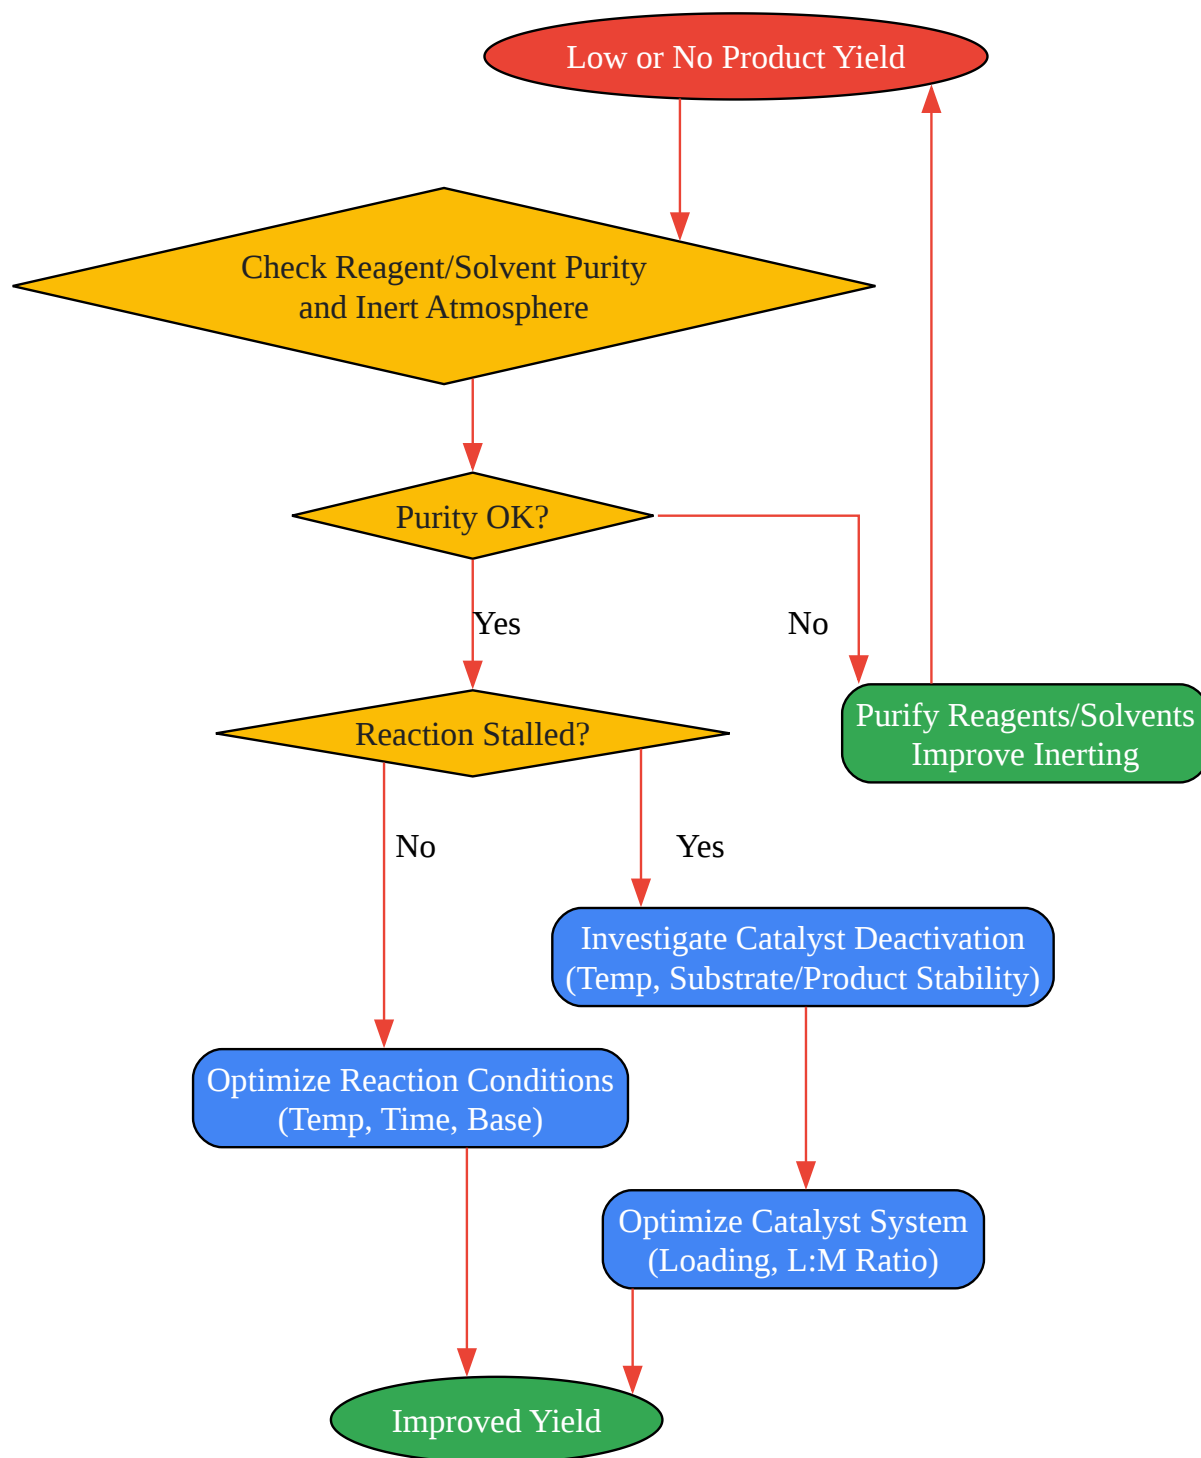 Low or No Product Yield
Check Reagent/Solvent Purity
and Inert Atmosphere
Purity OK?
Yes
No
Reaction Stalled?
Purify Reagents/Solvents
Improve Inerting
No
Yes
Investigate Catalyst Deactivation
(Temp, Substrate/Product Stability)
Optimize Reaction Conditions
(Temp, Time, Base)
Optimize Catalyst System
(Loading, L:M Ratio)
Improved Yield